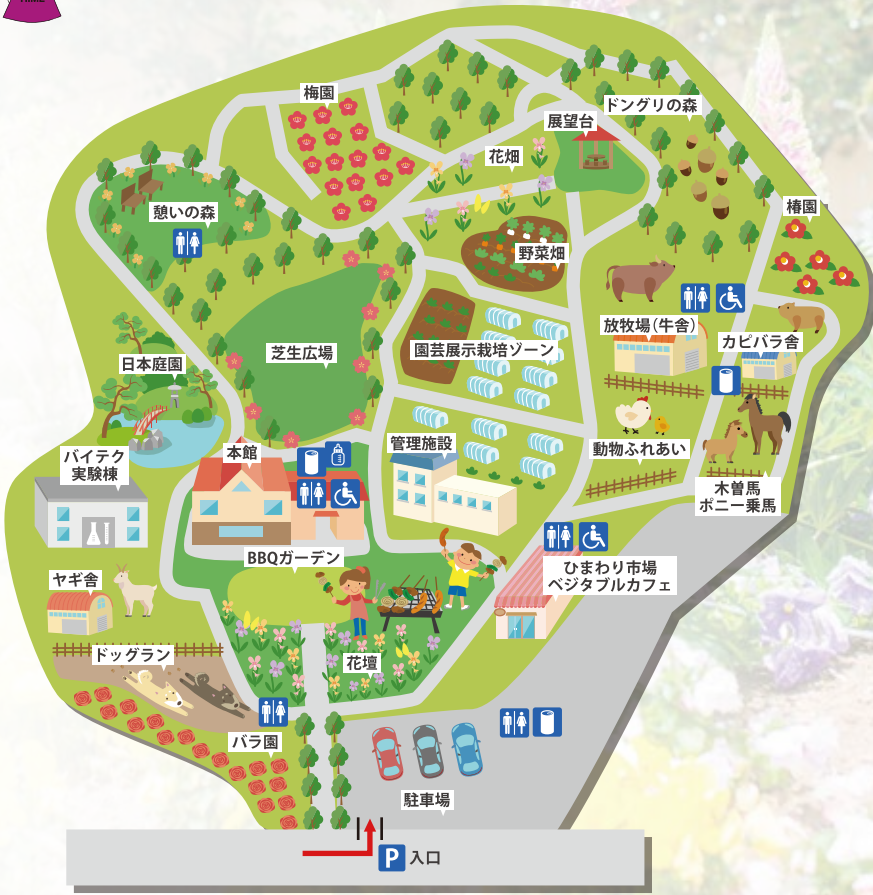 梅園
ドングリの森
展望台
花畑
椿園
憩いの森
野菜畑
放牧場(牛舎)
カピバラ舎
芝生広場
園芸展示栽培ゾーン
日本庭園
動物ふれあい
本館
管理施設
バイテク
実験棟
木曽馬
ポニー乗馬
BBQガーデン
ひまわり市場
ベジタブルカフェ
ヤギ舎
ドッグラン
花壇
バラ園
駐車場
P 入口